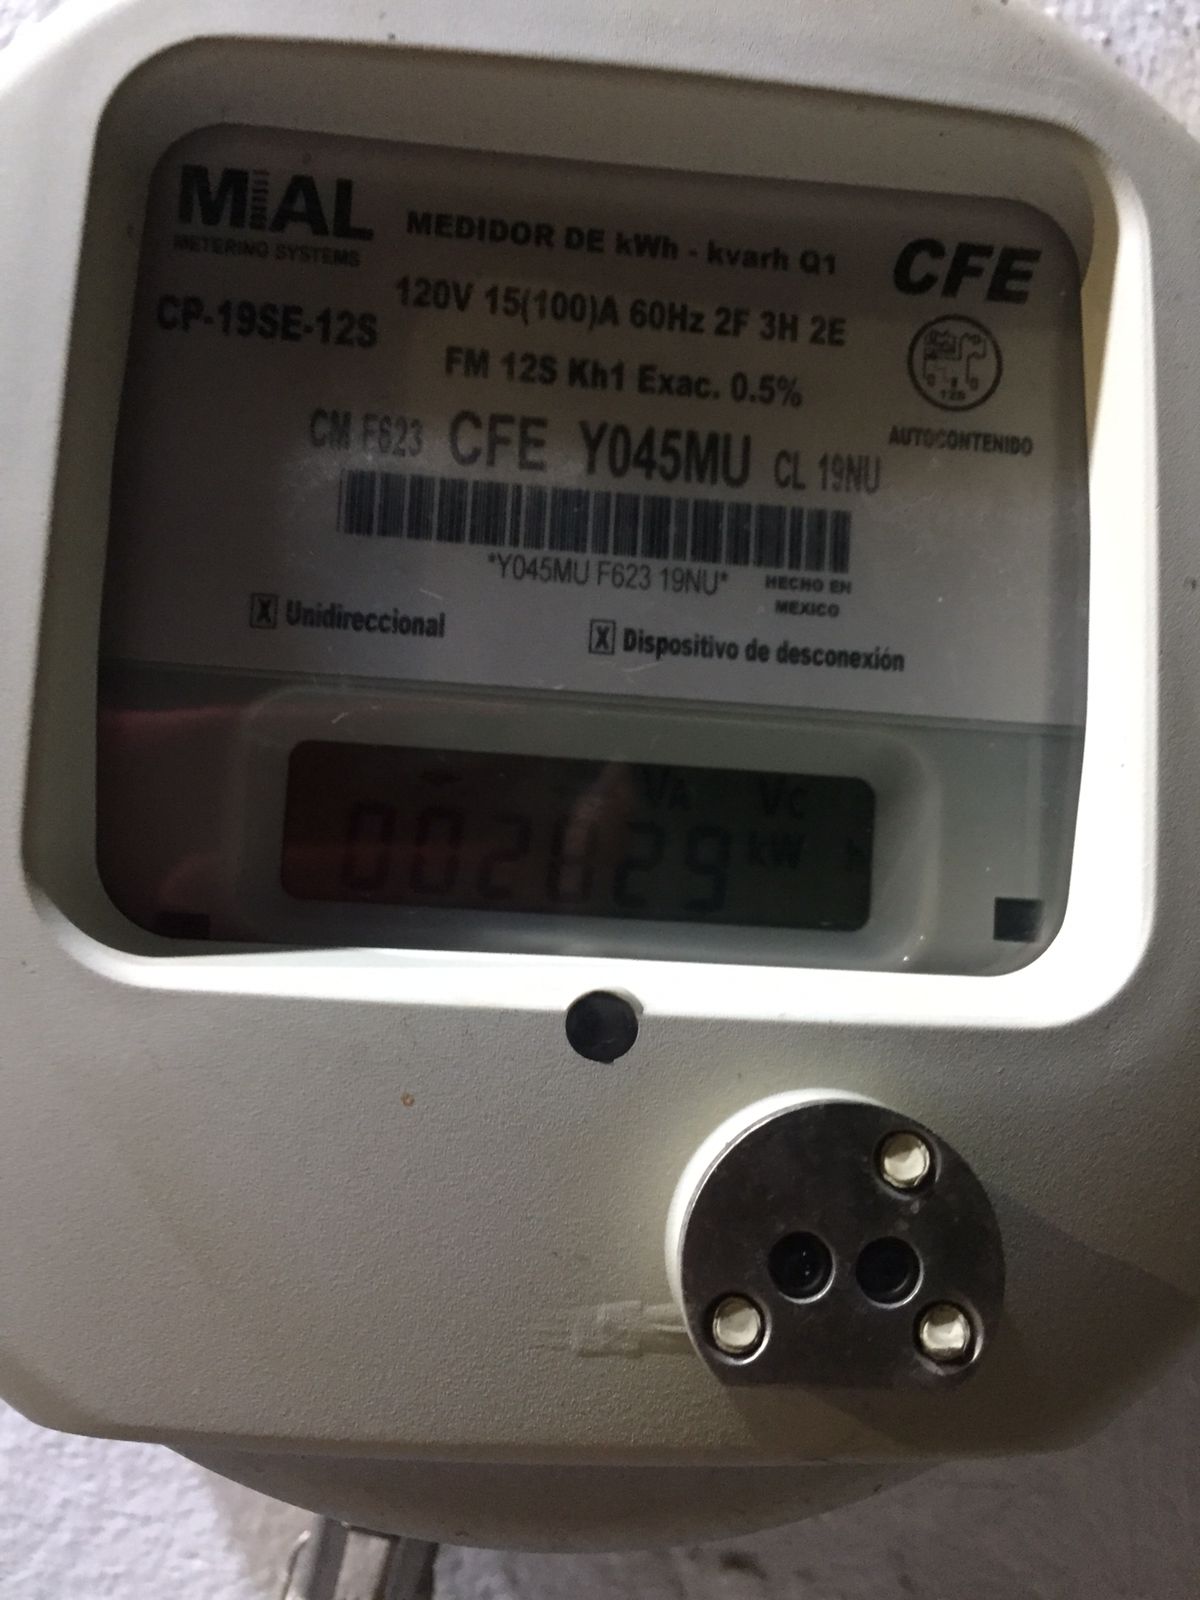 MIAL
METERING SYSTEMS
MEDIDOR DE kWh - kvarh Q1
CFE
CP-19SE-12S
120V 15(100)A 60Hz 2F 3H 2E
FM 12S Kh1 Exac. 0.5%
12S
AUTOCONTENIDO
CM F623 CFE Y045MU CL 19NU
*Y045MU F623 19NU*
HECHO EN
MEXICO
X Unidireccional
X Dispositivo de desconexión
VA VC
kW h